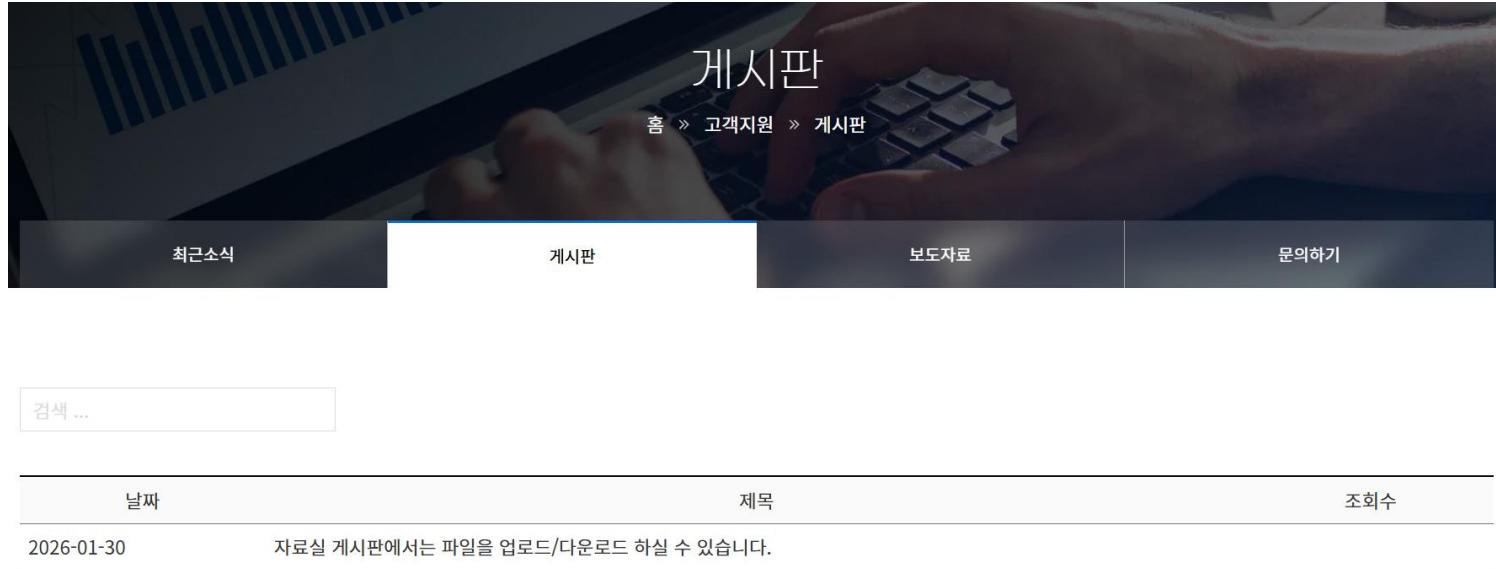 게시판
홈 » 고객지원 » 게시판
최근소식 게시판 보도자료 문의하기
검색 ...
날짜 제목 조회수
2026-01-30 자료실 게시판에서는 파일을 업로드/다운로드 하실 수 있습니다.